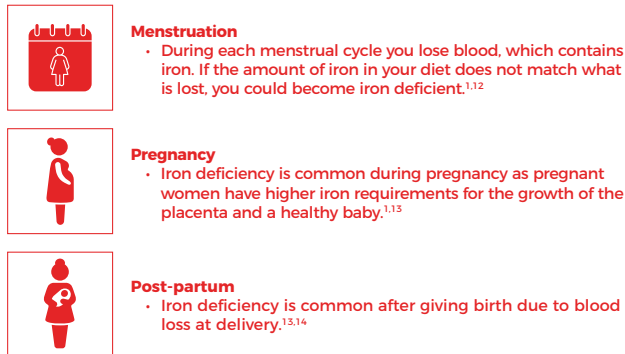 Menstruation
• During each menstrual cycle you lose blood, which contains
iron. If the amount of iron in your diet does not match what
is lost, you could become iron deficient.1,12
Pregnancy
• Iron deficiency is common during pregnancy as pregnant
women have higher iron requirements for the growth of the
placenta and a healthy baby.1,13
Post-partum
• Iron deficiency is common after giving birth due to blood
loss at delivery.13,14